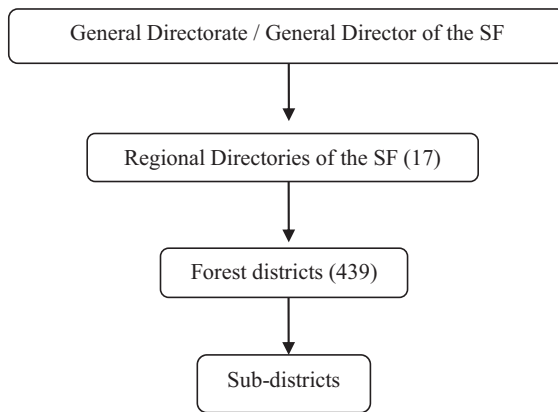 General Directorate / General Director of the SF
Regional Directories of the SF (17)
Forest districts (439)
Sub-districts